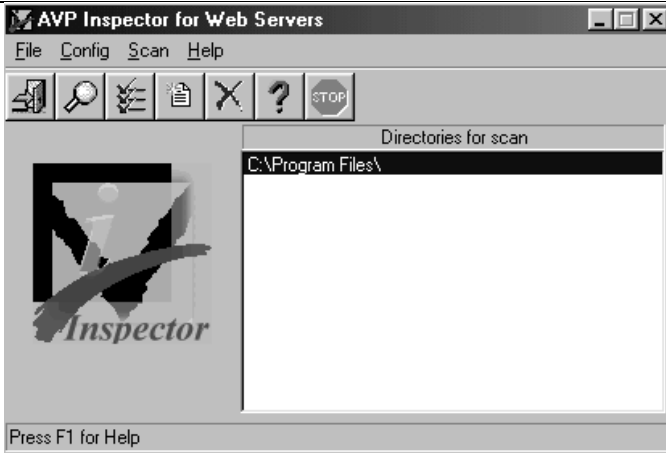 AVP Inspector for Web Servers
File Config Scan Help
? STOP
Directories for scan
C:\Program Files\
i
Inspector
Press F1 for Help